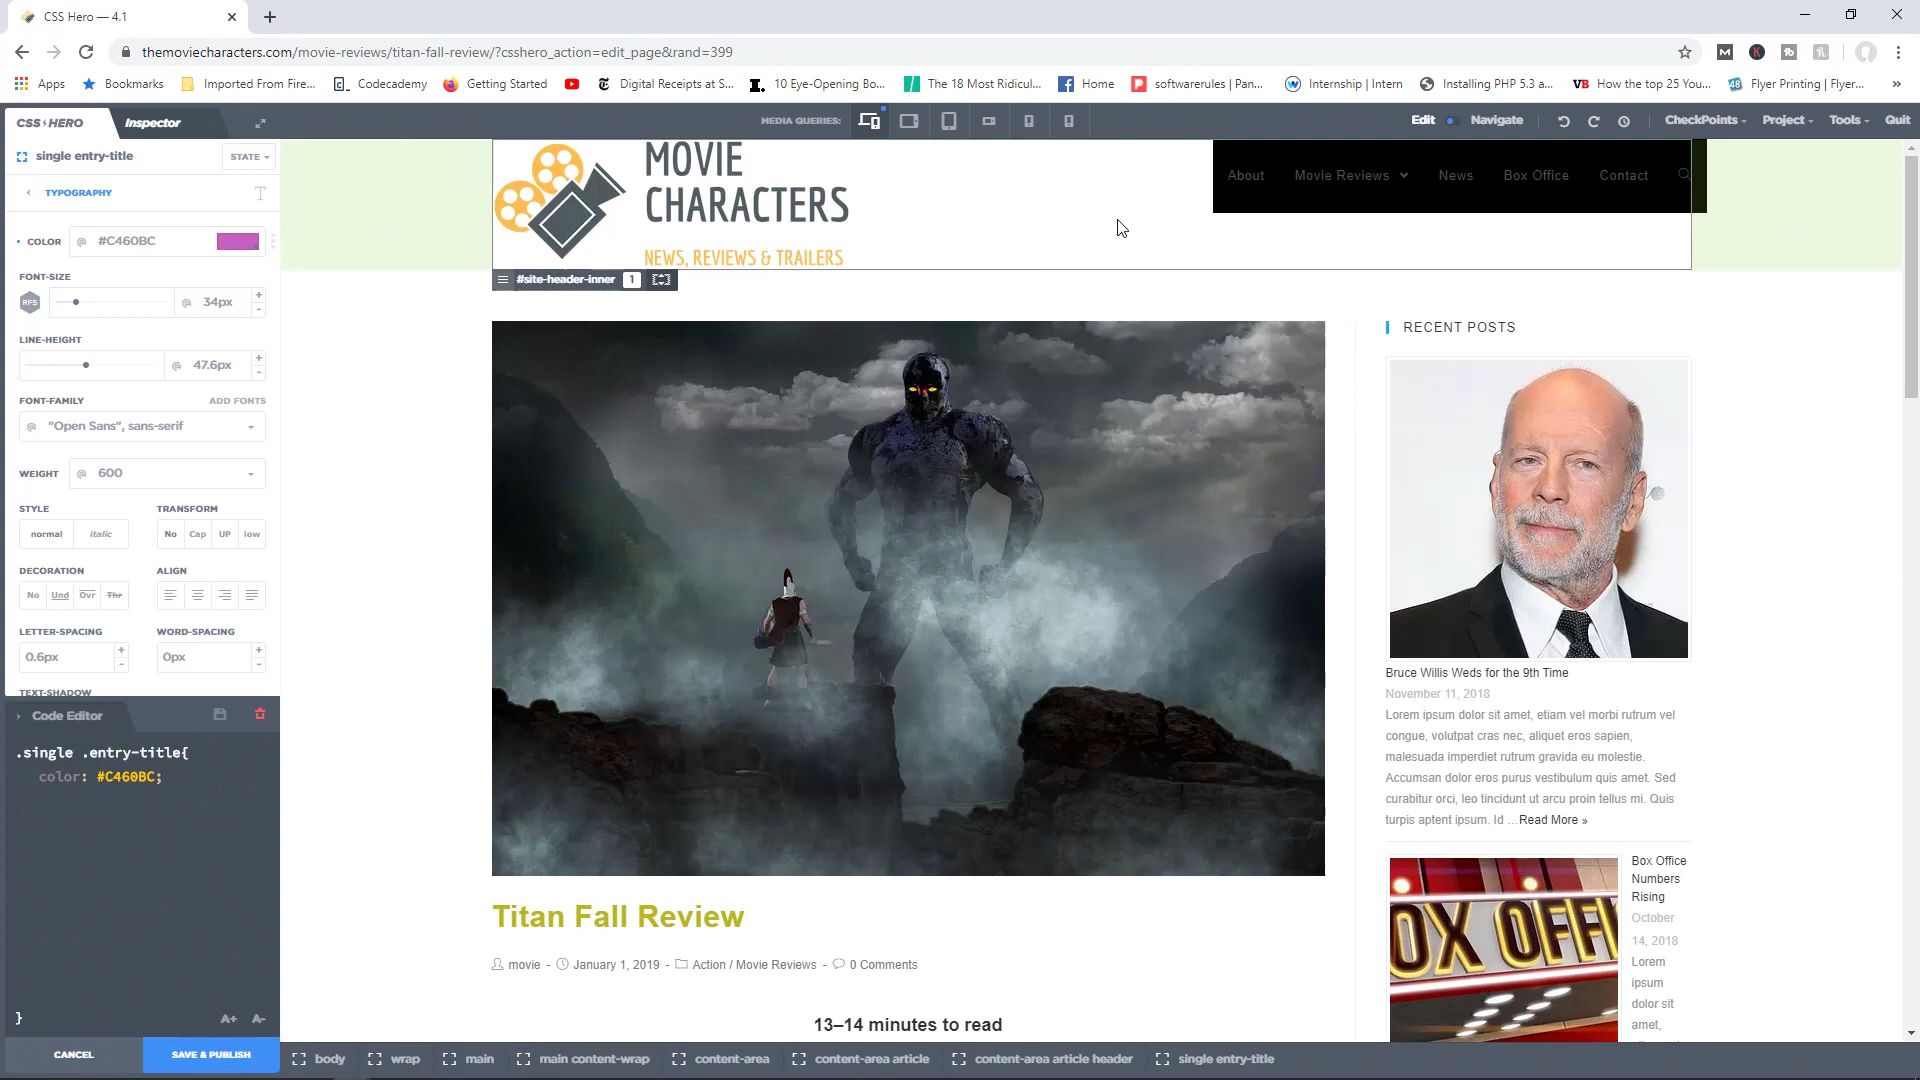 CSS Hero — 4.1
themoviecharacters.com/movie-reviews/titan-fall-review/?csshero_action=edit_page&rand=399
Apps
Bookmarks
Imported From Fire...
Codecademy
Getting Started
Digital Receipts at S...
10 Eye-Opening Bo...
The 18 Most Ridicul...
Home
softwarerules | Pan...
Internship | Intern
Installing PHP 5.3 a...
How the top 25 You...
Flyer Printing | Flyer...
CSS HERO
Inspector
MEDIA QUERIES:
Edit
Navigate
CheckPoints
Project
Tools
Quit
single entry-title
STATE
TYPOGRAPHY
COLOR @ #C460BC
FONT-SIZE
RFS @ 34px
LINE-HEIGHT
@ 47.6px
FONT-FAMILY ADD FONTS
@ "Open Sans", sans-serif
WEIGHT @ 600
STYLE TRANSFORM
normal italic No Cap UP low
DECORATION ALIGN
No Und Ovr Thr
LETTER-SPACING WORD-SPACING
0.6px 0px
TEXT-SHADOW
Code Editor
.single .entry-title{
color: #C460BC;
}
A+ A-
CANCEL
SAVE & PUBLISH
MOVIE
CHARACTERS
NEWS, REVIEWS & TRAILERS
About
Movie Reviews
News
Box Office
Contact
#site-header-inner 1
Titan Fall Review
movie - January 1, 2019 - Action / Movie Reviews - 0 Comments
13–14 minutes to read
RECENT POSTS
Bruce Willis Weds for the 9th Time
November 11, 2018
Lorem ipsum dolor sit amet, etiam vel morbi rutrum vel
congue, volutpat cras nec, aliquet eros sapien,
malesuada imperdiet rutrum gravida eu molestie.
Accumsan dolor eros purus vestibulum quis amet. Sed
curabitur orci, leo tincidunt ut arcu proin tellus mi. Quis
turpis aptent ipsum. Id ...Read More »
OX OFFI
Box Office
Numbers
Rising
October
14, 2018
Lorem
ipsum
dolor sit
amet,
body
wrap
main
main content-wrap
content-area
content-area article
content-area article header
single entry-title